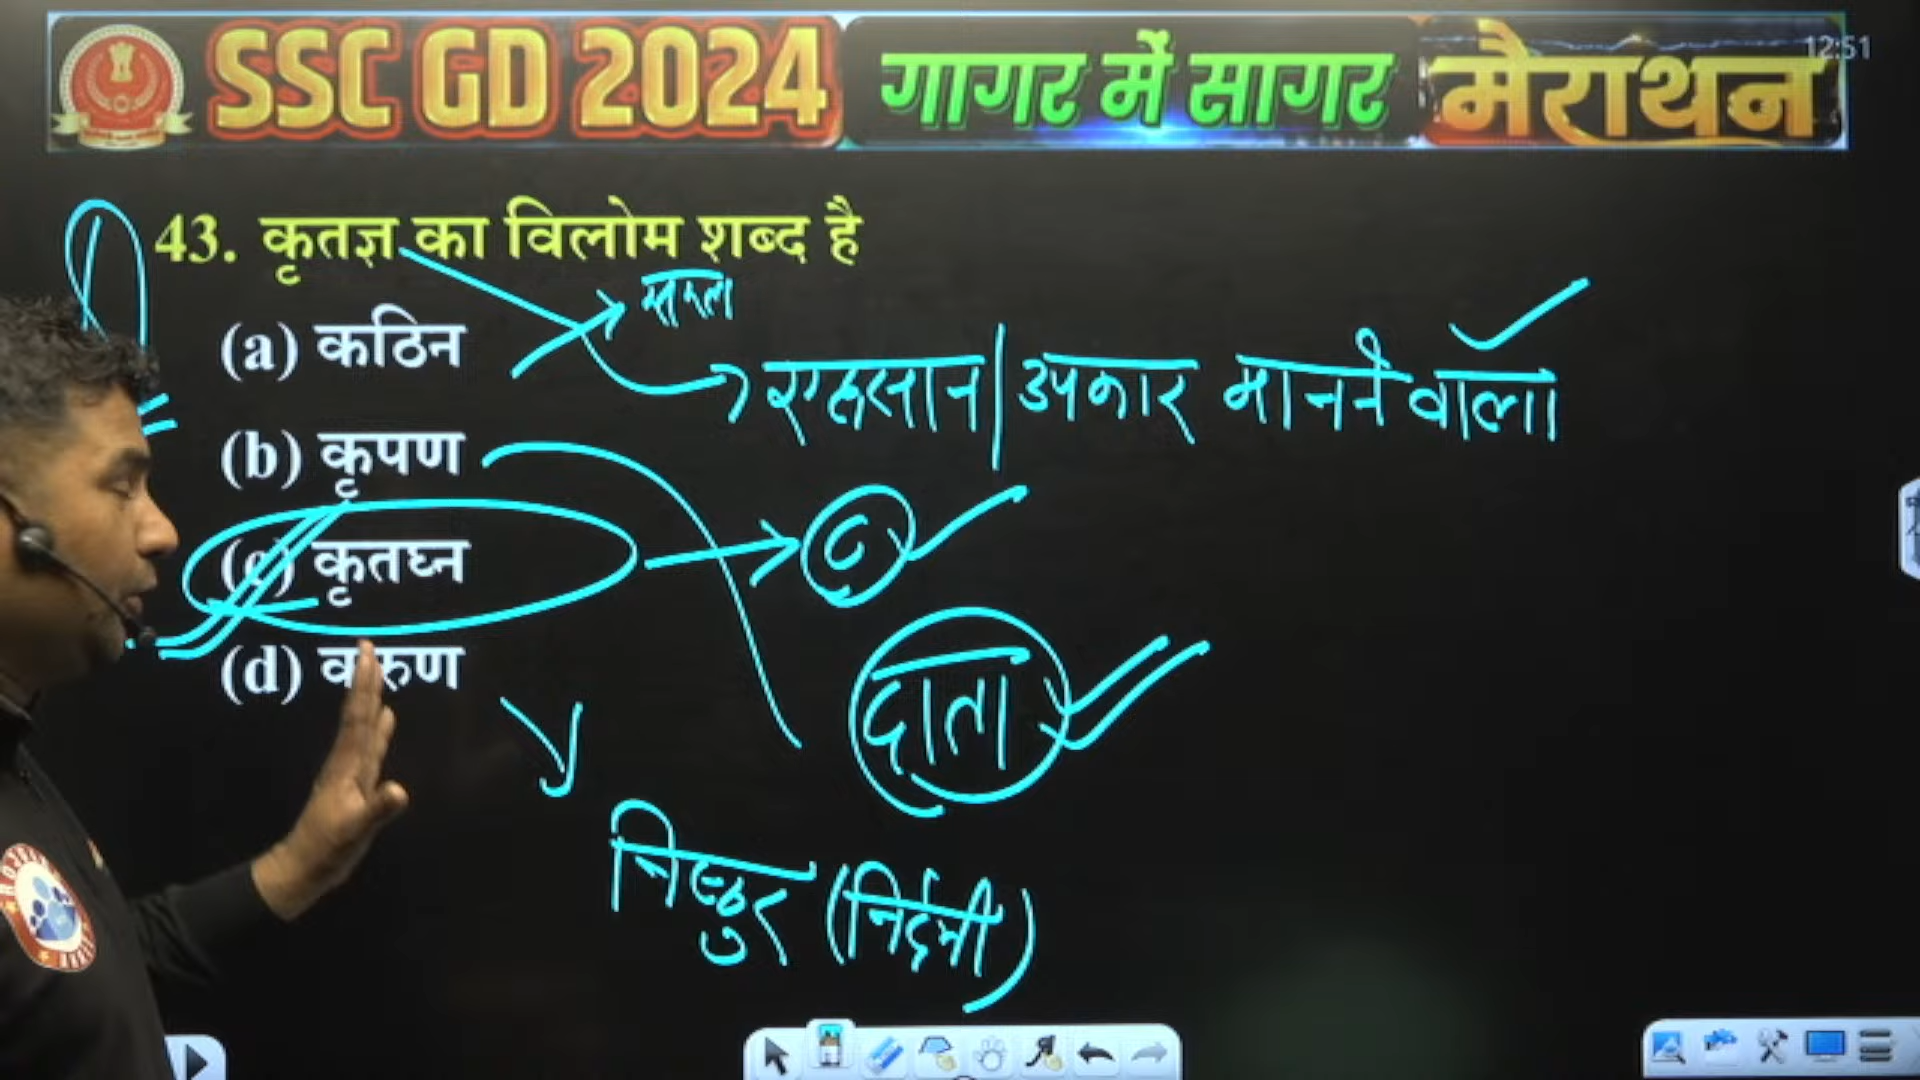 SSC GD 2024 गागर में सागर मैराथन
12:51
43. कृतज्ञ का विलोम शब्द है
सरल
(a) कठिन
एहसान | उपकार मानने वाला
(b) कृपण
(c) कृतघ्न
C
(d) करुण
दाता
निष्ठुर (निर्दयी)